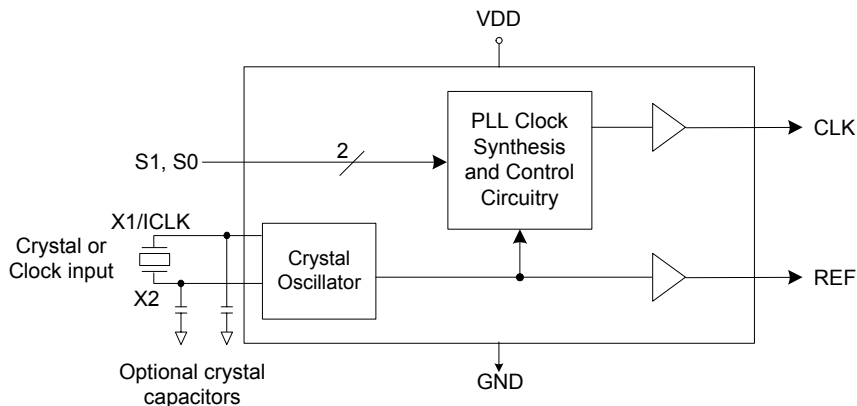 VDD
PLL Clock
Synthesis
and Control
Circuitry
CLK
S1, S0
2
X1/ICLK
Crystal or
Clock input
X2
Crystal
Oscillator
REF
Optional crystal
capacitors
GND